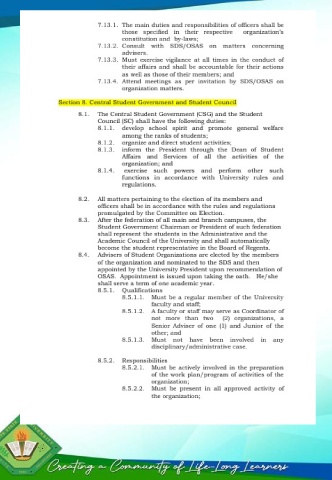 7.13.1. The main duties and responsibilities of officers shall be
those specified in their respective organization's
constitution and by-laws;
7.13.2. Consult with SDS/OSAS on matters concerning
advisers.
7.13.3. Must exercise vigilance at all times in the conduct of
their affairs and shall be accountable for their actions
as well as those of their members; and
7.13.4. Attend meetings as per invitation by SDS/OSAS on
organization matters.
Section 8. Central Student Government and Student Council
8.1. The Central Student Government (CSG) and the Student
Council (SC) shall have the following duties:
8.1.1. develop school spirit and promote general welfare
among the ranks of students;
8.1.2. organize and direct student activities;
8.1.3. inform the President through the Dean of Student
Affairs and Services of all the activities of the
organization; and
8.1.4. exercise such powers and perform other such
functions in accordance with University rules and
regulations.
8.2. All matters pertaining to the election of its members and
officers shall be in accordance with the rules and regulations
promulgated by the Committee on Election.
8.3. After the federation of all main and branch campuses, the
Student Government Chairman or President of such federation
shall represent the students in the Administrative and the
Academic Council of the University and shall automatically
become the student representative in the Board of Regents.
8.4. Advisers of Student Organizations are elected by the members
of the organization and nominated to the SDS and then
appointed by the University President upon recommendation of
OSAS. Appointment is issued upon taking the oath. He/she
shall serve a term of one academic year.
8.5.1. Qualifications
8.5.1.1. Must be a regular member of the University
faculty and staff;
8.5.1.2. A faculty or staff may serve as Coordinator of
not more than two (2) organizations, a
Senior Adviser of one (1) and Junior of the
other; and
8.5.1.3. Must not have been involved in any
disciplinary/administrative case.
8.5.2. Responsibilities
8.5.2.1. Must be actively involved in the preparation
of the work plan/program of activities of the
organization;
8.5.2.2. Must be present in all approved activity of
the organization;
Creating a Community of Life-Long Learners